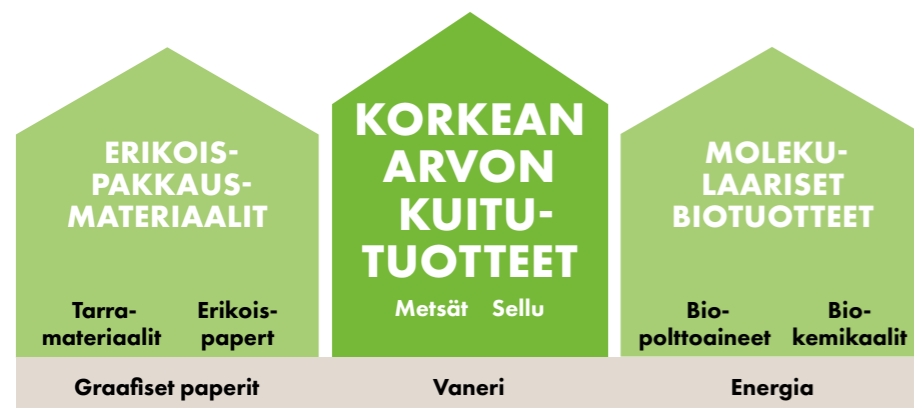 ERIKOIS-
PAKKAUS-
MATERIAALIT
Tarra-
materiaalit
Erikois-
papert
KORKEAN
ARVON
KUITU-
TUOTTEET
Metsät Sellu
MOLEKU-
LAARISET
BIOTUOTTEET
Bio-
polttoaineet
Bio-
kemikaalit
Graafiset paperit
Vaneri
Energia